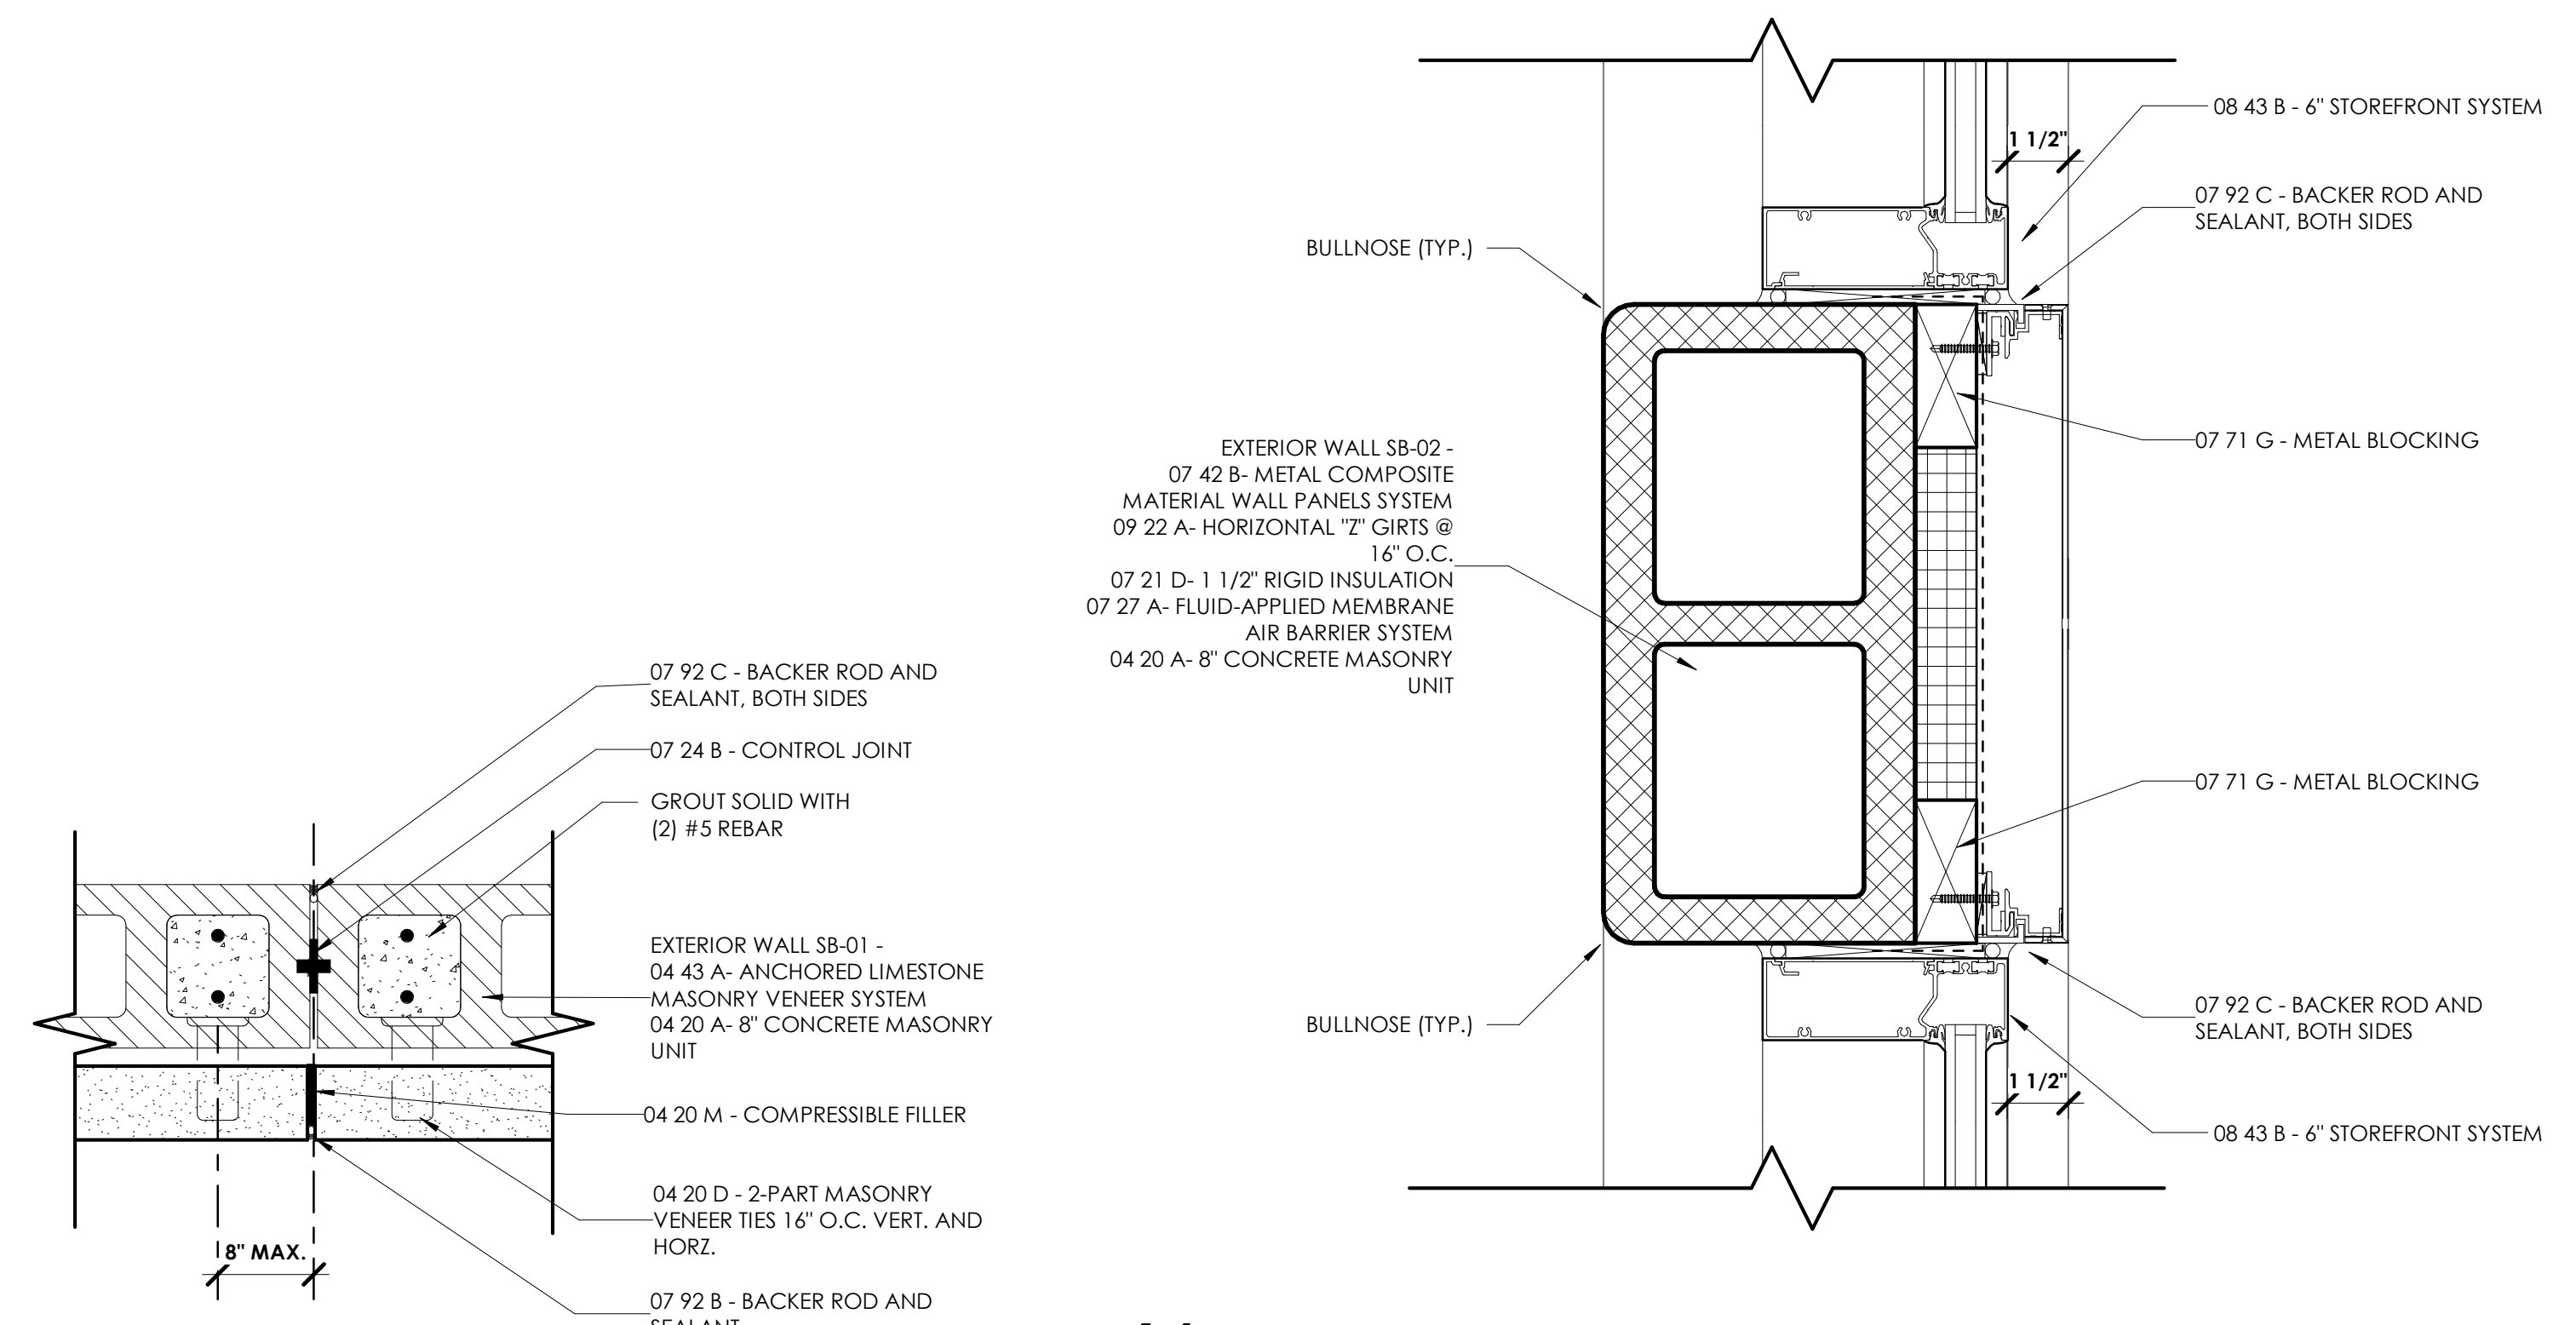 07 92 C - BACKER ROD AND
SEALANT, BOTH SIDES
07 24 B - CONTROL JOINT
GROUT SOLID WITH
(2) #5 REBAR
EXTERIOR WALL SB-01 -
04 43 A- ANCHORED LIMESTONE
MASONRY VENEER SYSTEM
04 20 A- 8" CONCRETE MASONRY
UNIT
04 20 M - COMPRESSIBLE FILLER
04 20 D - 2-PART MASONRY
VENEER TIES 16" O.C. VERT. AND
HORZ.
8" MAX.
07 92 B - BACKER ROD AND
SEALANT
08 43 B - 6" STOREFRONT SYSTEM
1 1/2"
07 92 C - BACKER ROD AND
SEALANT, BOTH SIDES
BULLNOSE (TYP.)
07 71 G - METAL BLOCKING
EXTERIOR WALL SB-02 -
07 42 B- METAL COMPOSITE
MATERIAL WALL PANELS SYSTEM
09 22 A- HORIZONTAL "Z" GIRTS @
16" O.C.
07 21 D- 1 1/2" RIGID INSULATION
07 27 A- FLUID-APPLIED MEMBRANE
AIR BARRIER SYSTEM
04 20 A- 8" CONCRETE MASONRY
UNIT
07 71 G - METAL BLOCKING
BULLNOSE (TYP.)
07 92 C - BACKER ROD AND
SEALANT, BOTH SIDES
1 1/2"
08 43 B - 6" STOREFRONT SYSTEM